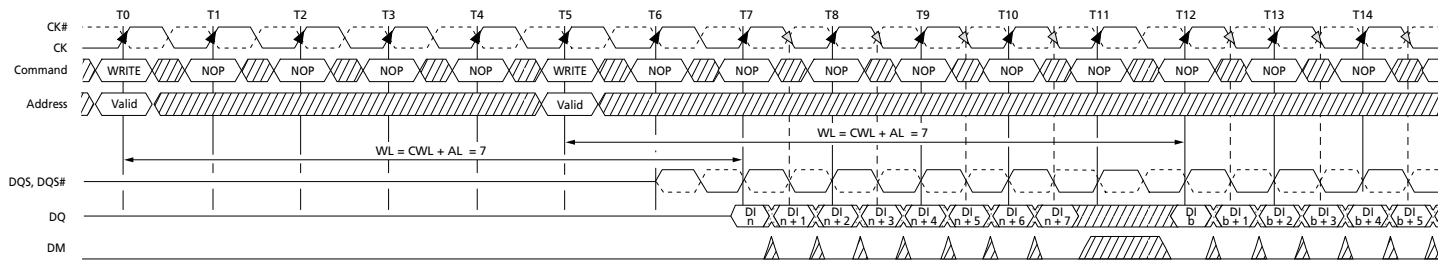 T0 T1 T2 T3 T4 T5 T6 T7 T8 T9 T10 T11 T12 T13 T14
CK#
CK
Command WRITE NOP NOP NOP NOP WRITE NOP NOP NOP NOP NOP NOP NOP NOP NOP
Address Valid Valid
WL = CWL + AL = 7
WL = CWL + AL = 7
DQS, DQS#
DQ DI n DI n + 1 DI n + 2 DI n + 3 DI n + 4 DI n + 5 DI n + 6 DI n + 7 DI b DI b + 1 DI b + 2 DI b + 3 DI b + 4 DI b + 5
DM